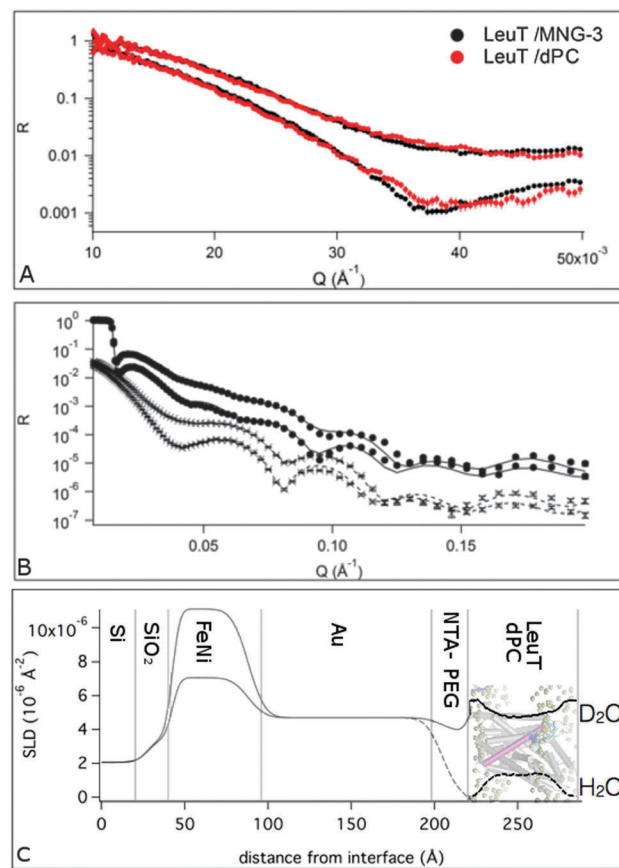 LeuT /MNG-3
LeuT /dPC
1
0.1
0.01
0.001
R
10
20
30
40
50x10⁻³
Q (Å⁻¹)
A
10⁰
10⁻¹
10⁻²
10⁻³
10⁻⁴
10⁻⁵
10⁻⁶
10⁻⁷
R
0.05
0.10
0.15
Q (Å⁻¹)
B
Si
SiO₂
FeNi
Au
NTA-
PEG
LeuT
dPC
10x10⁻⁶
8
6
4
2
0
SLD (10⁻⁶ Å⁻²)
D₂O
H₂O
0
50
100
150
200
250
distance from interface (Å)
C